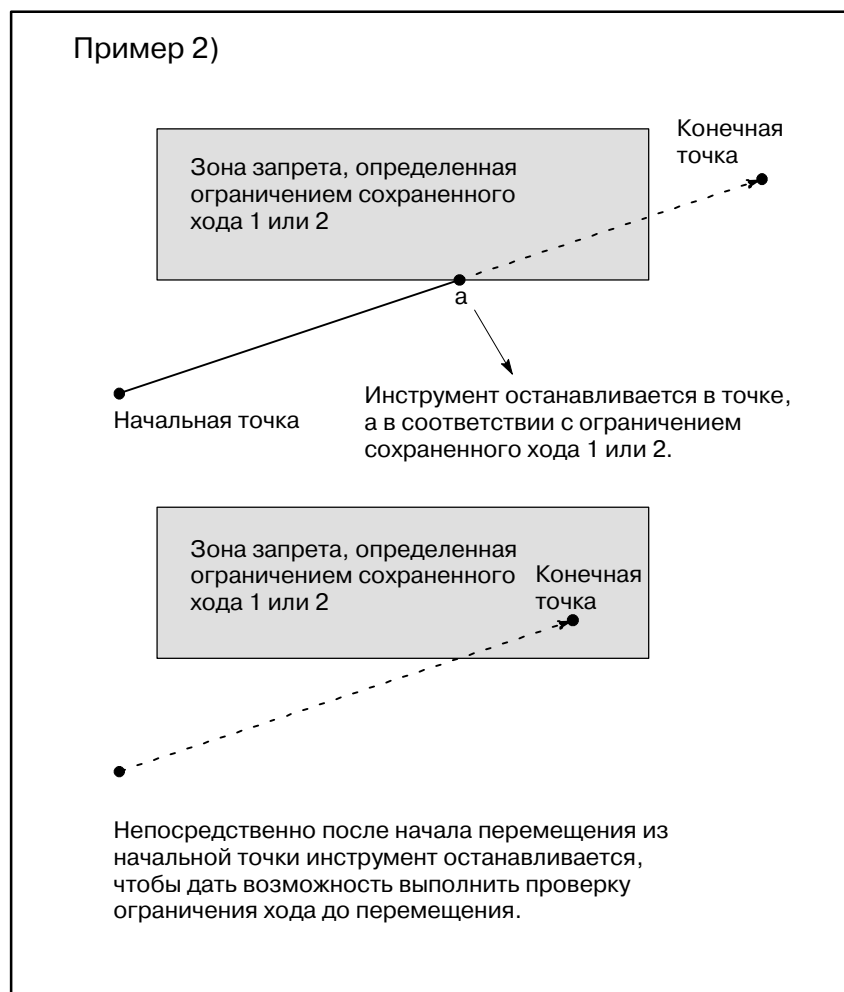 Пример 2)
Конечная
точка
Зона запрета, определенная
ограничением сохраненного
хода 1 или 2
a
Начальная точка
Инструмент останавливается в точке,
а в соответствии с ограничением
сохраненного хода 1 или 2.
Зона запрета, определенная
ограничением сохраненного
хода 1 или 2
Конечная
точка
Непосредственно после начала перемещения из
начальной точки инструмент останавливается,
чтобы дать возможность выполнить проверку
ограничения хода до перемещения.